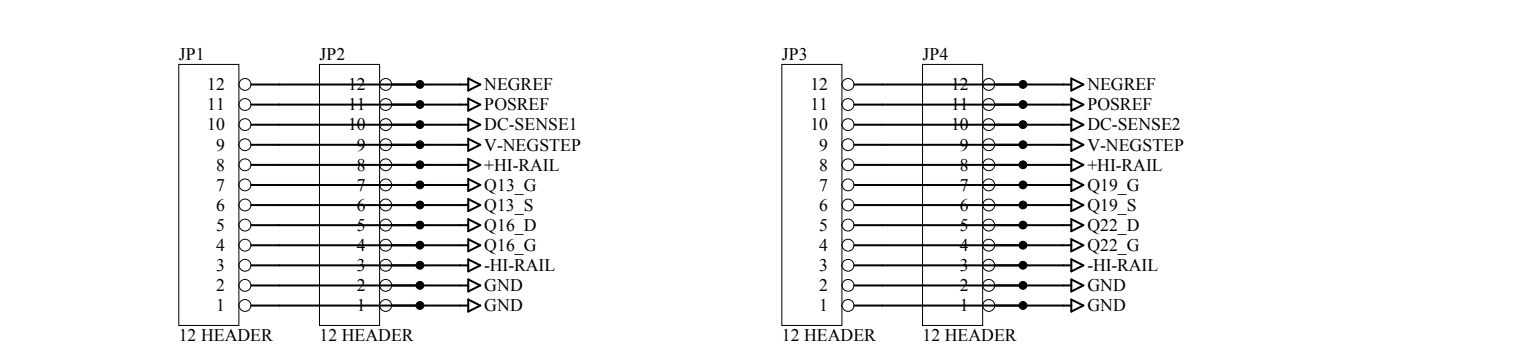 JP1 JP2 JP3 JP4
12 12 NEGREF 12 12 NEGREF
11 11 POSREF 11 11 POSREF
10 10 DC-SENSE1 10 10 DC-SENSE2
9 9 V-NEGSTEP 9 9 V-NEGSTEP
8 8 +HI-RAIL 8 8 +HI-RAIL
7 7 Q13_G 7 7 Q19_G
6 6 Q13_S 6 6 Q19_S
5 5 Q16_D 5 5 Q22_D
4 4 Q16_G 4 4 Q22_G
3 3 -HI-RAIL 3 3 -HI-RAIL
2 2 GND 2 2 GND
1 1 GND 1 1 GND
12 HEADER 12 HEADER 12 HEADER 12 HEADER